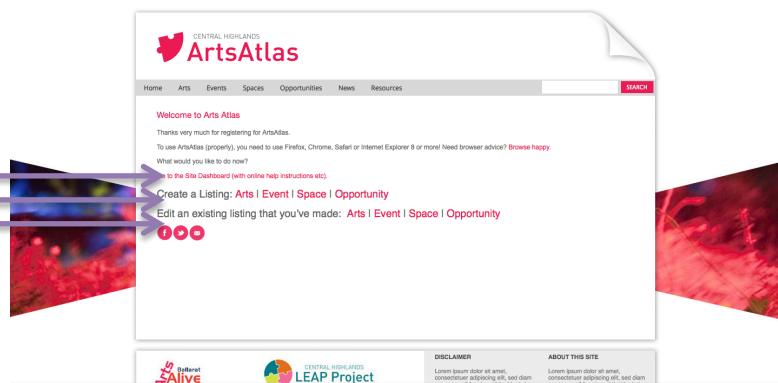 CENTRAL HIGHLANDS
ArtsAtlas
Home Arts Events Spaces Opportunities News Resources
SEARCH
Welcome to Arts Atlas
Thanks very much for registering for ArtsAtlas.
To use ArtsAtlas (properly), you need to use Firefox, Chrome, Safari or Internet Explorer 8 or more! Need browser advice? Browse happy.
What would you like to do now?
to the Site Dashboard (with online help instructions etc).
Create a Listing: Arts | Event | Space | Opportunity
Edit an existing listing that you've made: Arts | Event | Space | Opportunity
Arts
Ballarat
Alive
CENTRAL HIGHLANDS
LEAP Project
DISCLAIMER
Lorem ipsum dolor sit amet,
consectetuer adipiscing elit, sed diam
ABOUT THIS SITE
Lorem ipsum dolor sit amet,
consectetuer adipiscing elit, sed diam